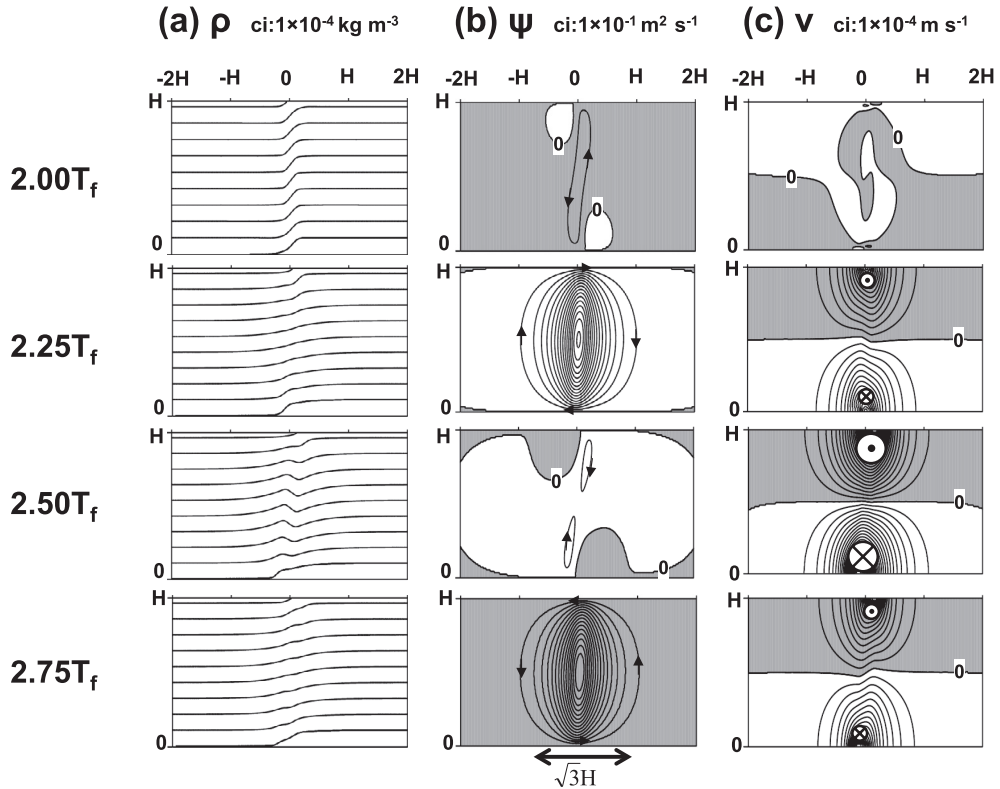 (a) ρ ci:1×10⁻⁴ kg m⁻³ (b) ψ ci:1×10⁻¹ m² s⁻¹ (c) v ci:1×10⁻⁴ m s⁻¹
-2H -H 0 H 2H -2H -H 0 H 2H -2H -H 0 H 2H
H H H
2.00T_f 0 0 0 0
0 0 0
H H H
2.25T_f 0
0 0 0
H H H
2.50T_f 0 0
0 0 0 0
H H H
2.75T_f 0
0 0 0
√3H